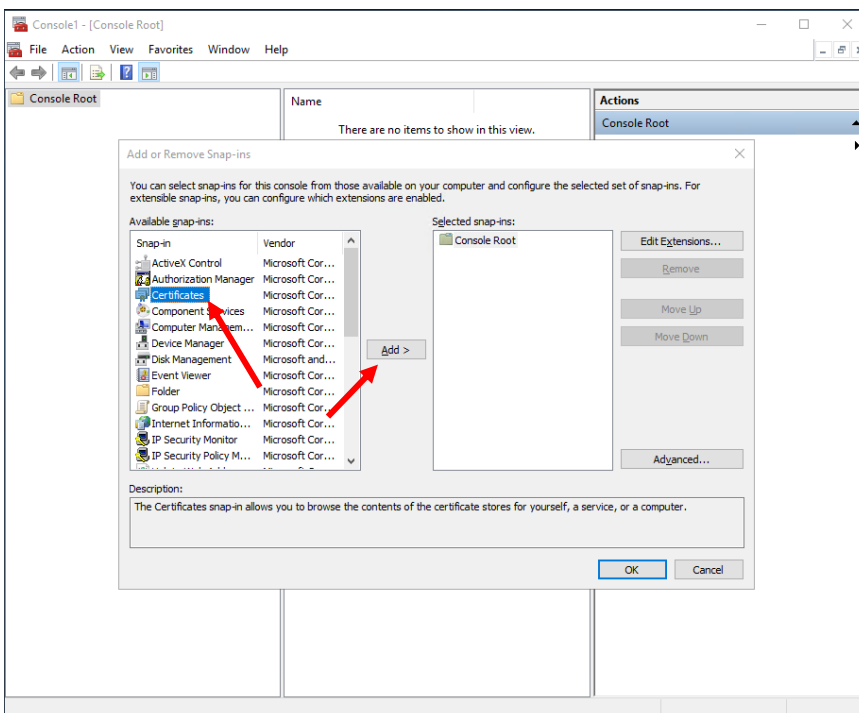 Console1 - [Console Root]
File Action View Favorites Window Help
Console Root
Name
There are no items to show in this view.
Actions
Console Root
Add or Remove Snap-ins
You can select snap-ins for this console from those available on your computer and configure the selected set of snap-ins. For
extensible snap-ins, you can configure which extensions are enabled.
Available snap-ins:
Snap-in Vendor
ActiveX Control Microsoft Cor...
Authorization Manager Microsoft Cor...
Certificates Microsoft Cor...
Component Services Microsoft Cor...
Computer Managem... Microsoft Cor...
Device Manager Microsoft Cor...
Disk Management Microsoft and...
Event Viewer Microsoft Cor...
Folder Microsoft Cor...
Group Policy Object ... Microsoft Cor...
Internet Informatio... Microsoft Cor...
IP Security Monitor Microsoft Cor...
IP Security Policy M... Microsoft Cor...
Add >
Selected snap-ins:
Console Root
Edit Extensions...
Remove
Move Up
Move Down
Advanced...
Description:
The Certificates snap-in allows you to browse the contents of the certificate stores for yourself, a service, or a computer.
OK Cancel